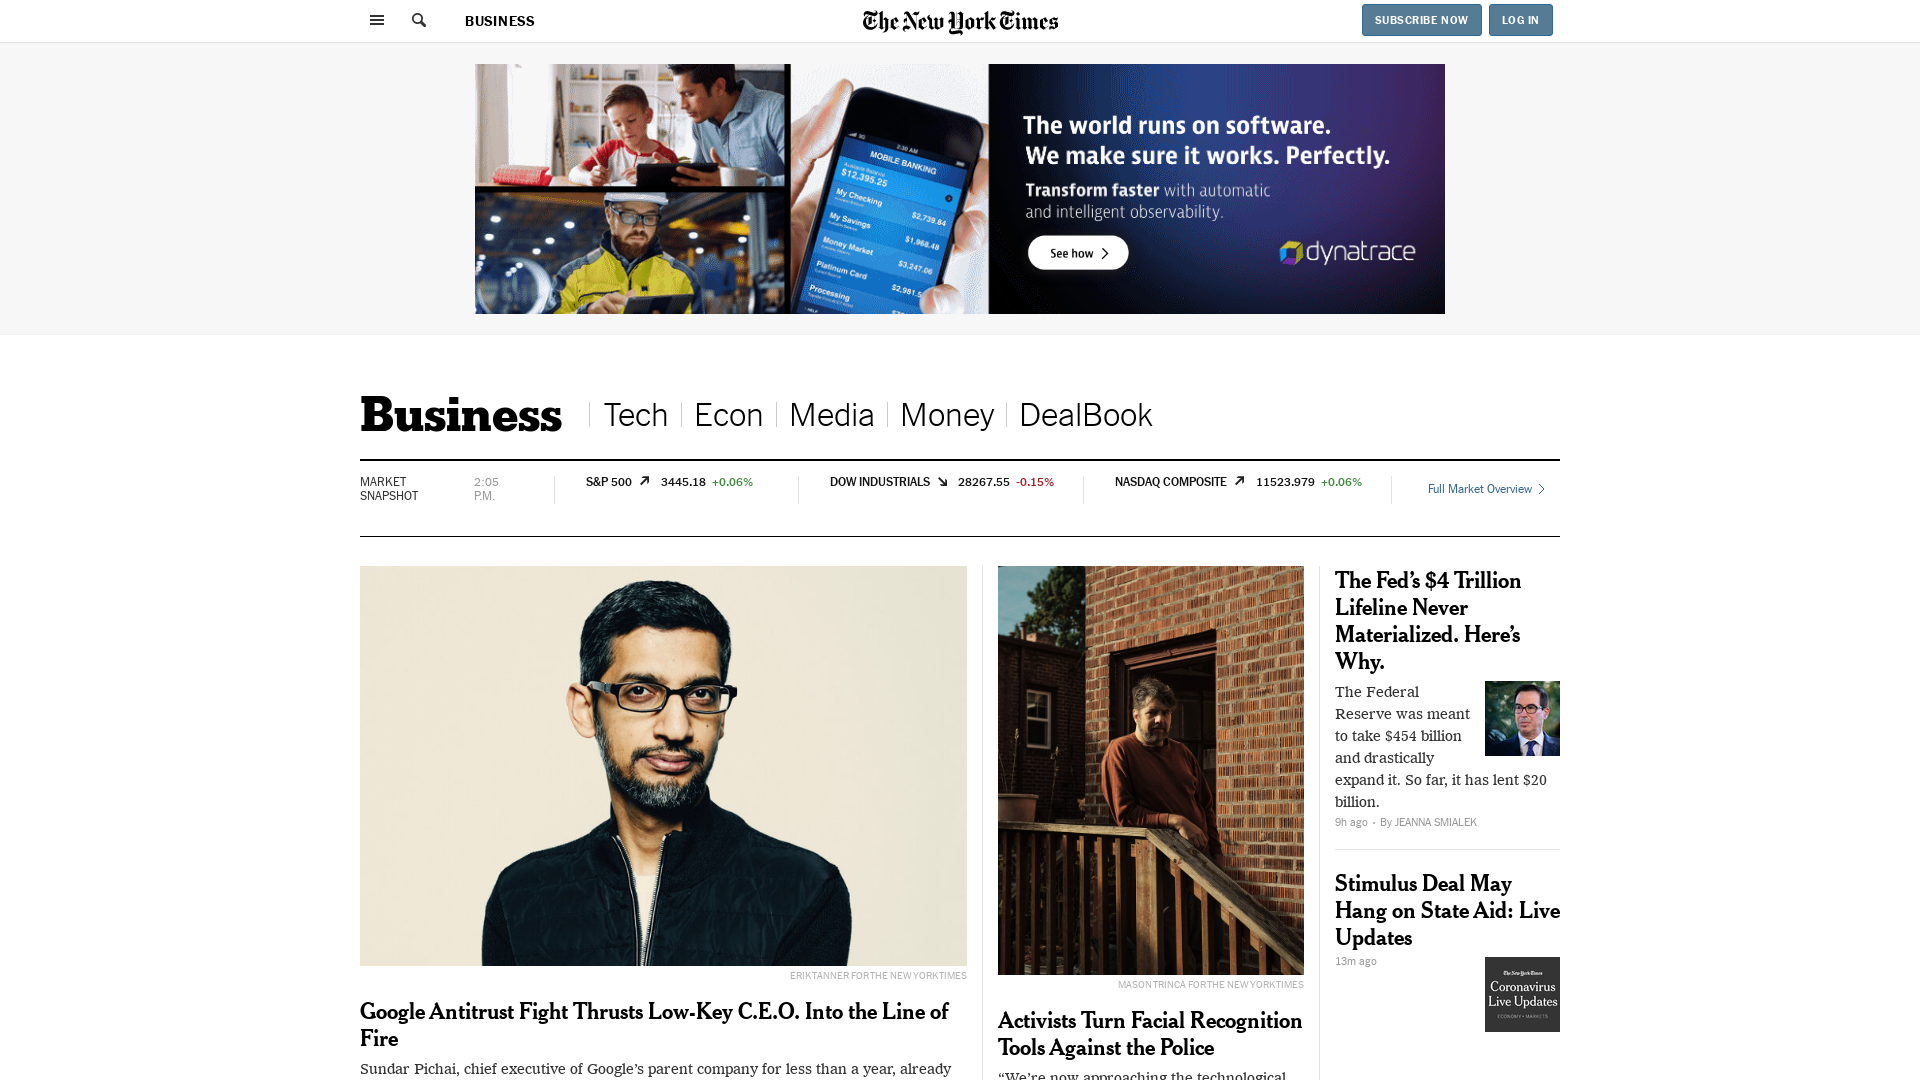 BUSINESS
The New York Times
SUBSCRIBE NOW
LOG IN
2:30 AM
MOBILE BANKING
Available Balance
$12,395.25
My Checking
$2,739.64
My Savings
$1,968.48
Money Market
$3,247.06
Platinum Card
$2,981.5
Processing
The world runs on software.
We make sure it works. Perfectly.
Transform faster with automatic
and intelligent observability.
See how
dynatrace
Business
Tech
Econ
Media
Money
DealBook
MARKET
SNAPSHOT
2:05
P.M.
S&P 500 3445.18 +0.06%
DOW INDUSTRIALS 28267.55 -0.15%
NASDAQ COMPOSITE 11523.979 +0.06%
Full Market Overview
ERIK TANNER FOR THE NEW YORK TIMES
Google Antitrust Fight Thrusts Low-Key C.E.O. Into the Line of
Fire
Sundar Pichai, chief executive of Google’s parent company for less than a year, already
MASON TRINCA FOR THE NEW YORK TIMES
Activists Turn Facial Recognition
Tools Against the Police
“We’re now approaching the technological
The Fed’s $4 Trillion
Lifeline Never
Materialized. Here’s
Why.
The Federal
Reserve was meant
to take $454 billion
and drastically
expand it. So far, it has lent $20
billion.
9h ago • By JEANNA SMIALEK
Stimulus Deal May
Hang on State Aid: Live
Updates
13m ago
The New York Times
Coronavirus
Live Updates
ECONOMY • MARKETS